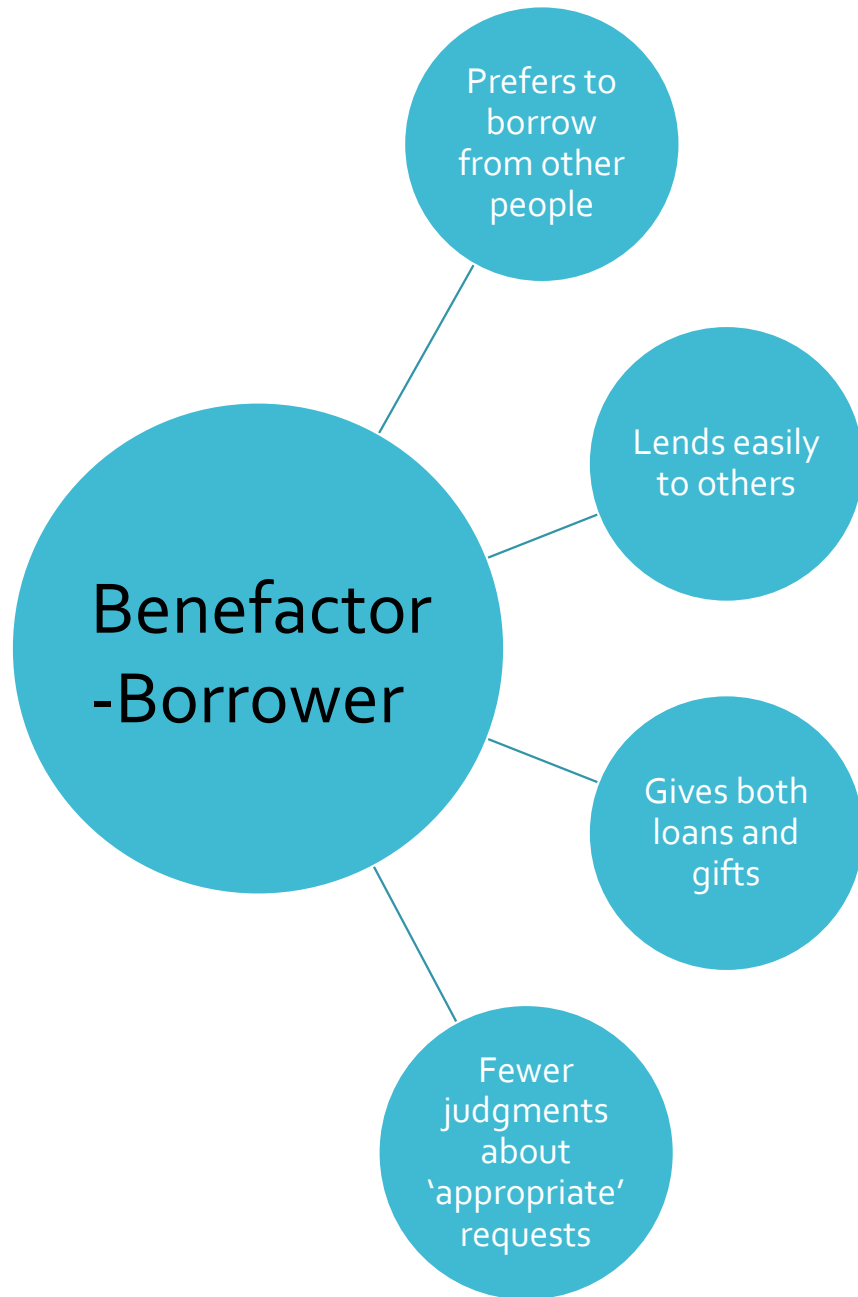 Prefers to
borrow
from other
people
Lends easily
to others
Benefactor
-Borrower
Gives both
loans and
gifts
Fewer
judgments
about
‘appropriate’
requests